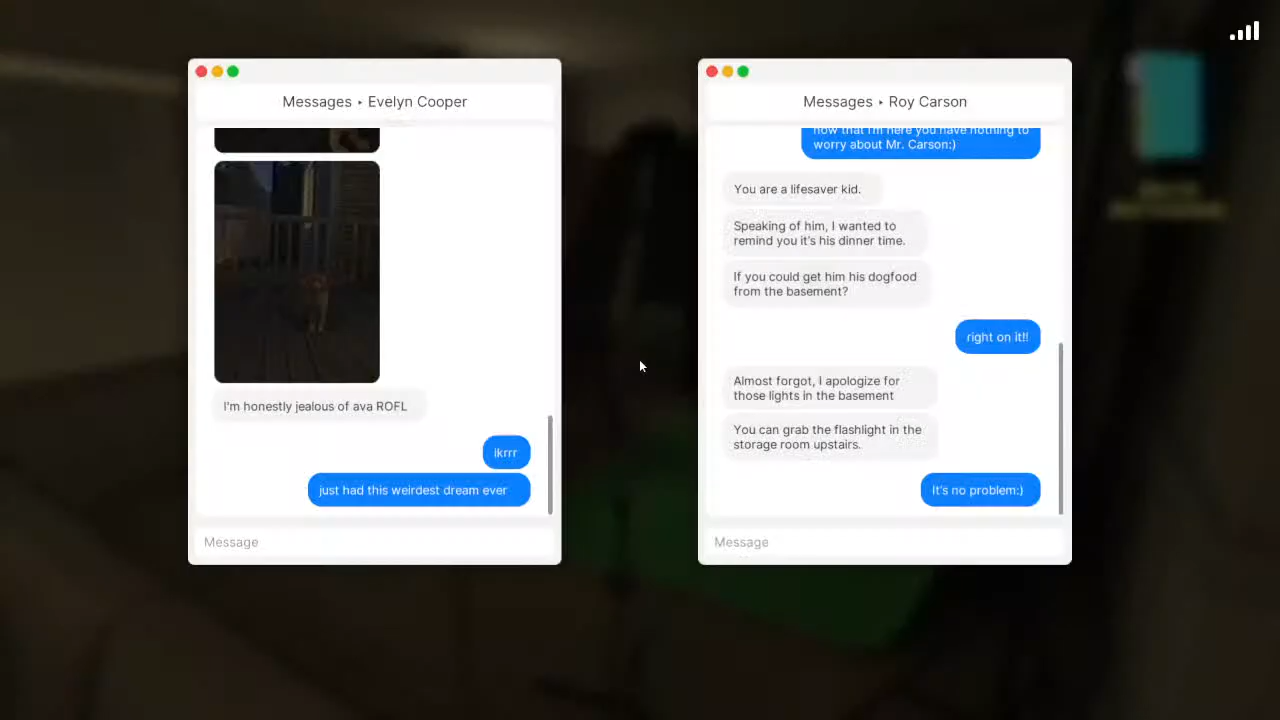 Messages ‣ Evelyn Cooper
I'm honestly jealous of ava ROFL
ikrrr
just had this weirdest dream ever
Message
Messages ‣ Roy Carson
now that I'm here you have nothing to
worry about Mr. Carson:)
You are a lifesaver kid.
Speaking of him, I wanted to
remind you it's his dinner time.
If you could get him his dogfood
from the basement?
right on it!!
Almost forgot, I apologize for
those lights in the basement
You can grab the flashlight in the
storage room upstairs.
It's no problem:)
Message